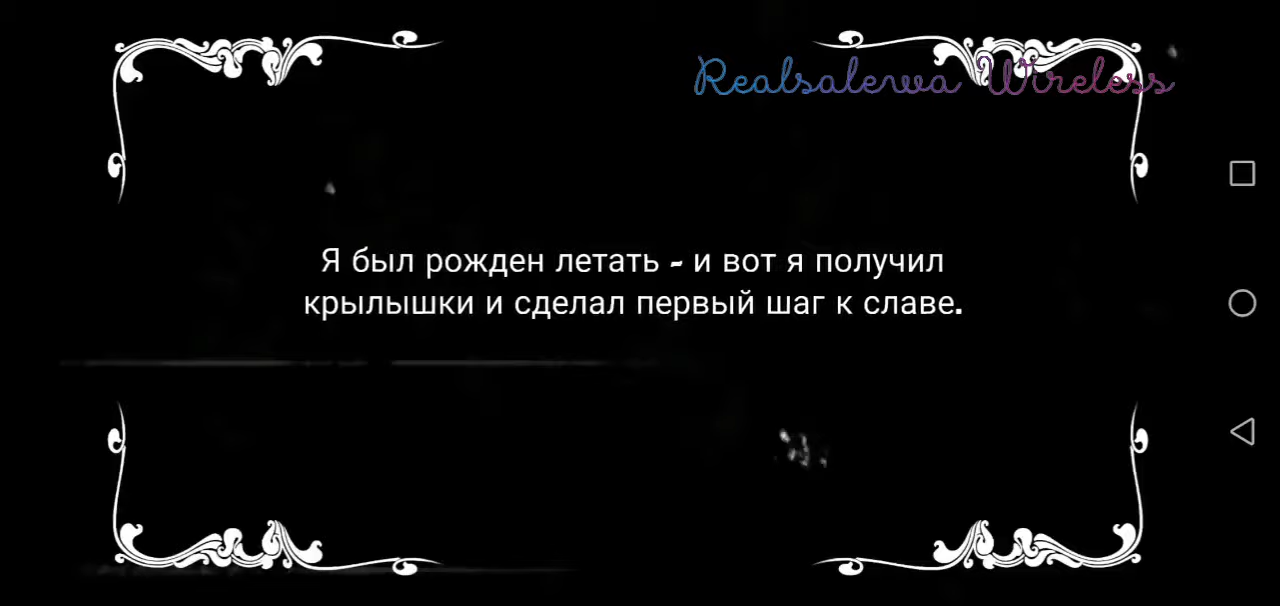 Realsalewa Wireless
Я был рожден летать - и вот я получил
крылышки и сделал первый шаг к славе.